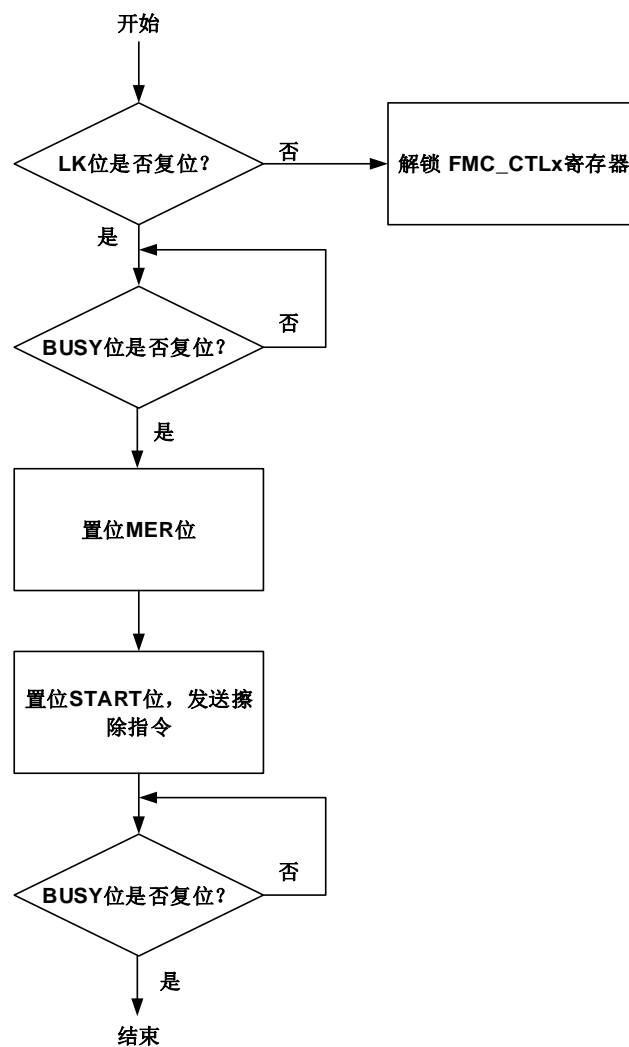 开始
LK位是否复位?
否
解锁 FMC_CTLx寄存器
是
否
BUSY位是否复位?
是
置位MER位
置位START位，发送擦
除指令
否
BUSY位是否复位?
是
结束